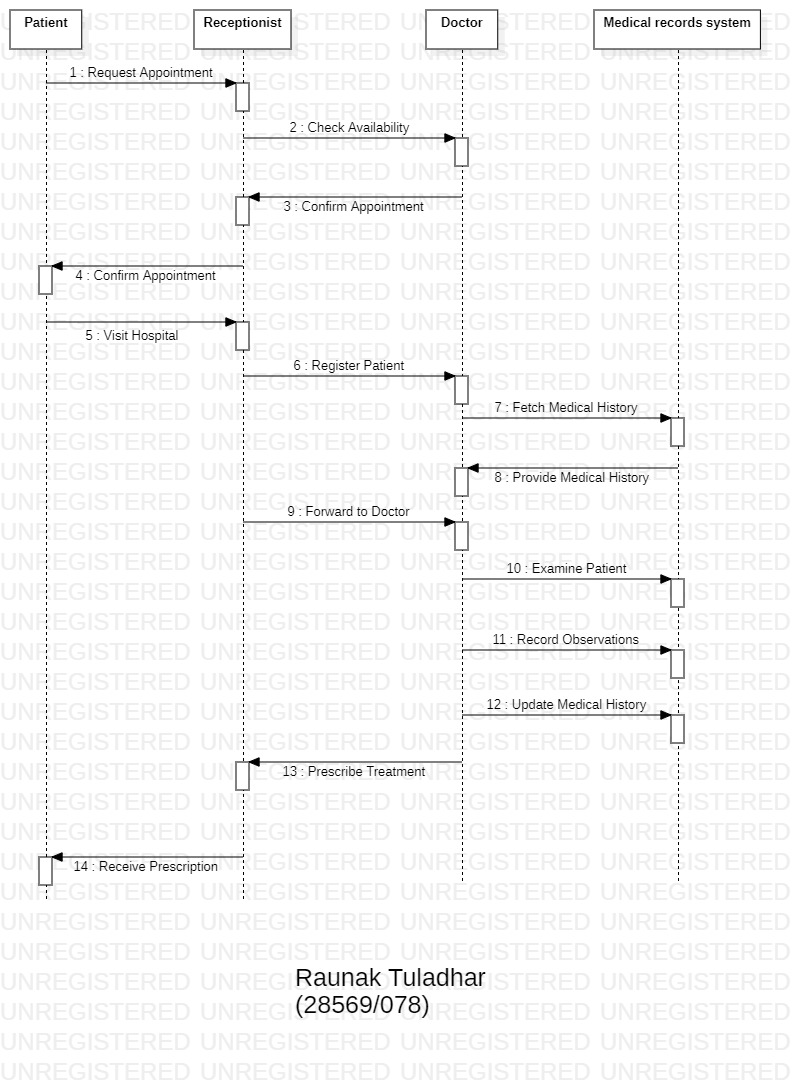 Patient
Receptionist
Doctor
Medical records system
1 : Request Appointment
2 : Check Availability
3 : Confirm Appointment
4 : Confirm Appointment
5 : Visit Hospital
6 : Register Patient
7 : Fetch Medical History
8 : Provide Medical History
9 : Forward to Doctor
10 : Examine Patient
11 : Record Observations
12 : Update Medical History
13 : Prescribe Treatment
14 : Receive Prescription
Raunak Tuladhar
(28569/078)
UNREGISTERED